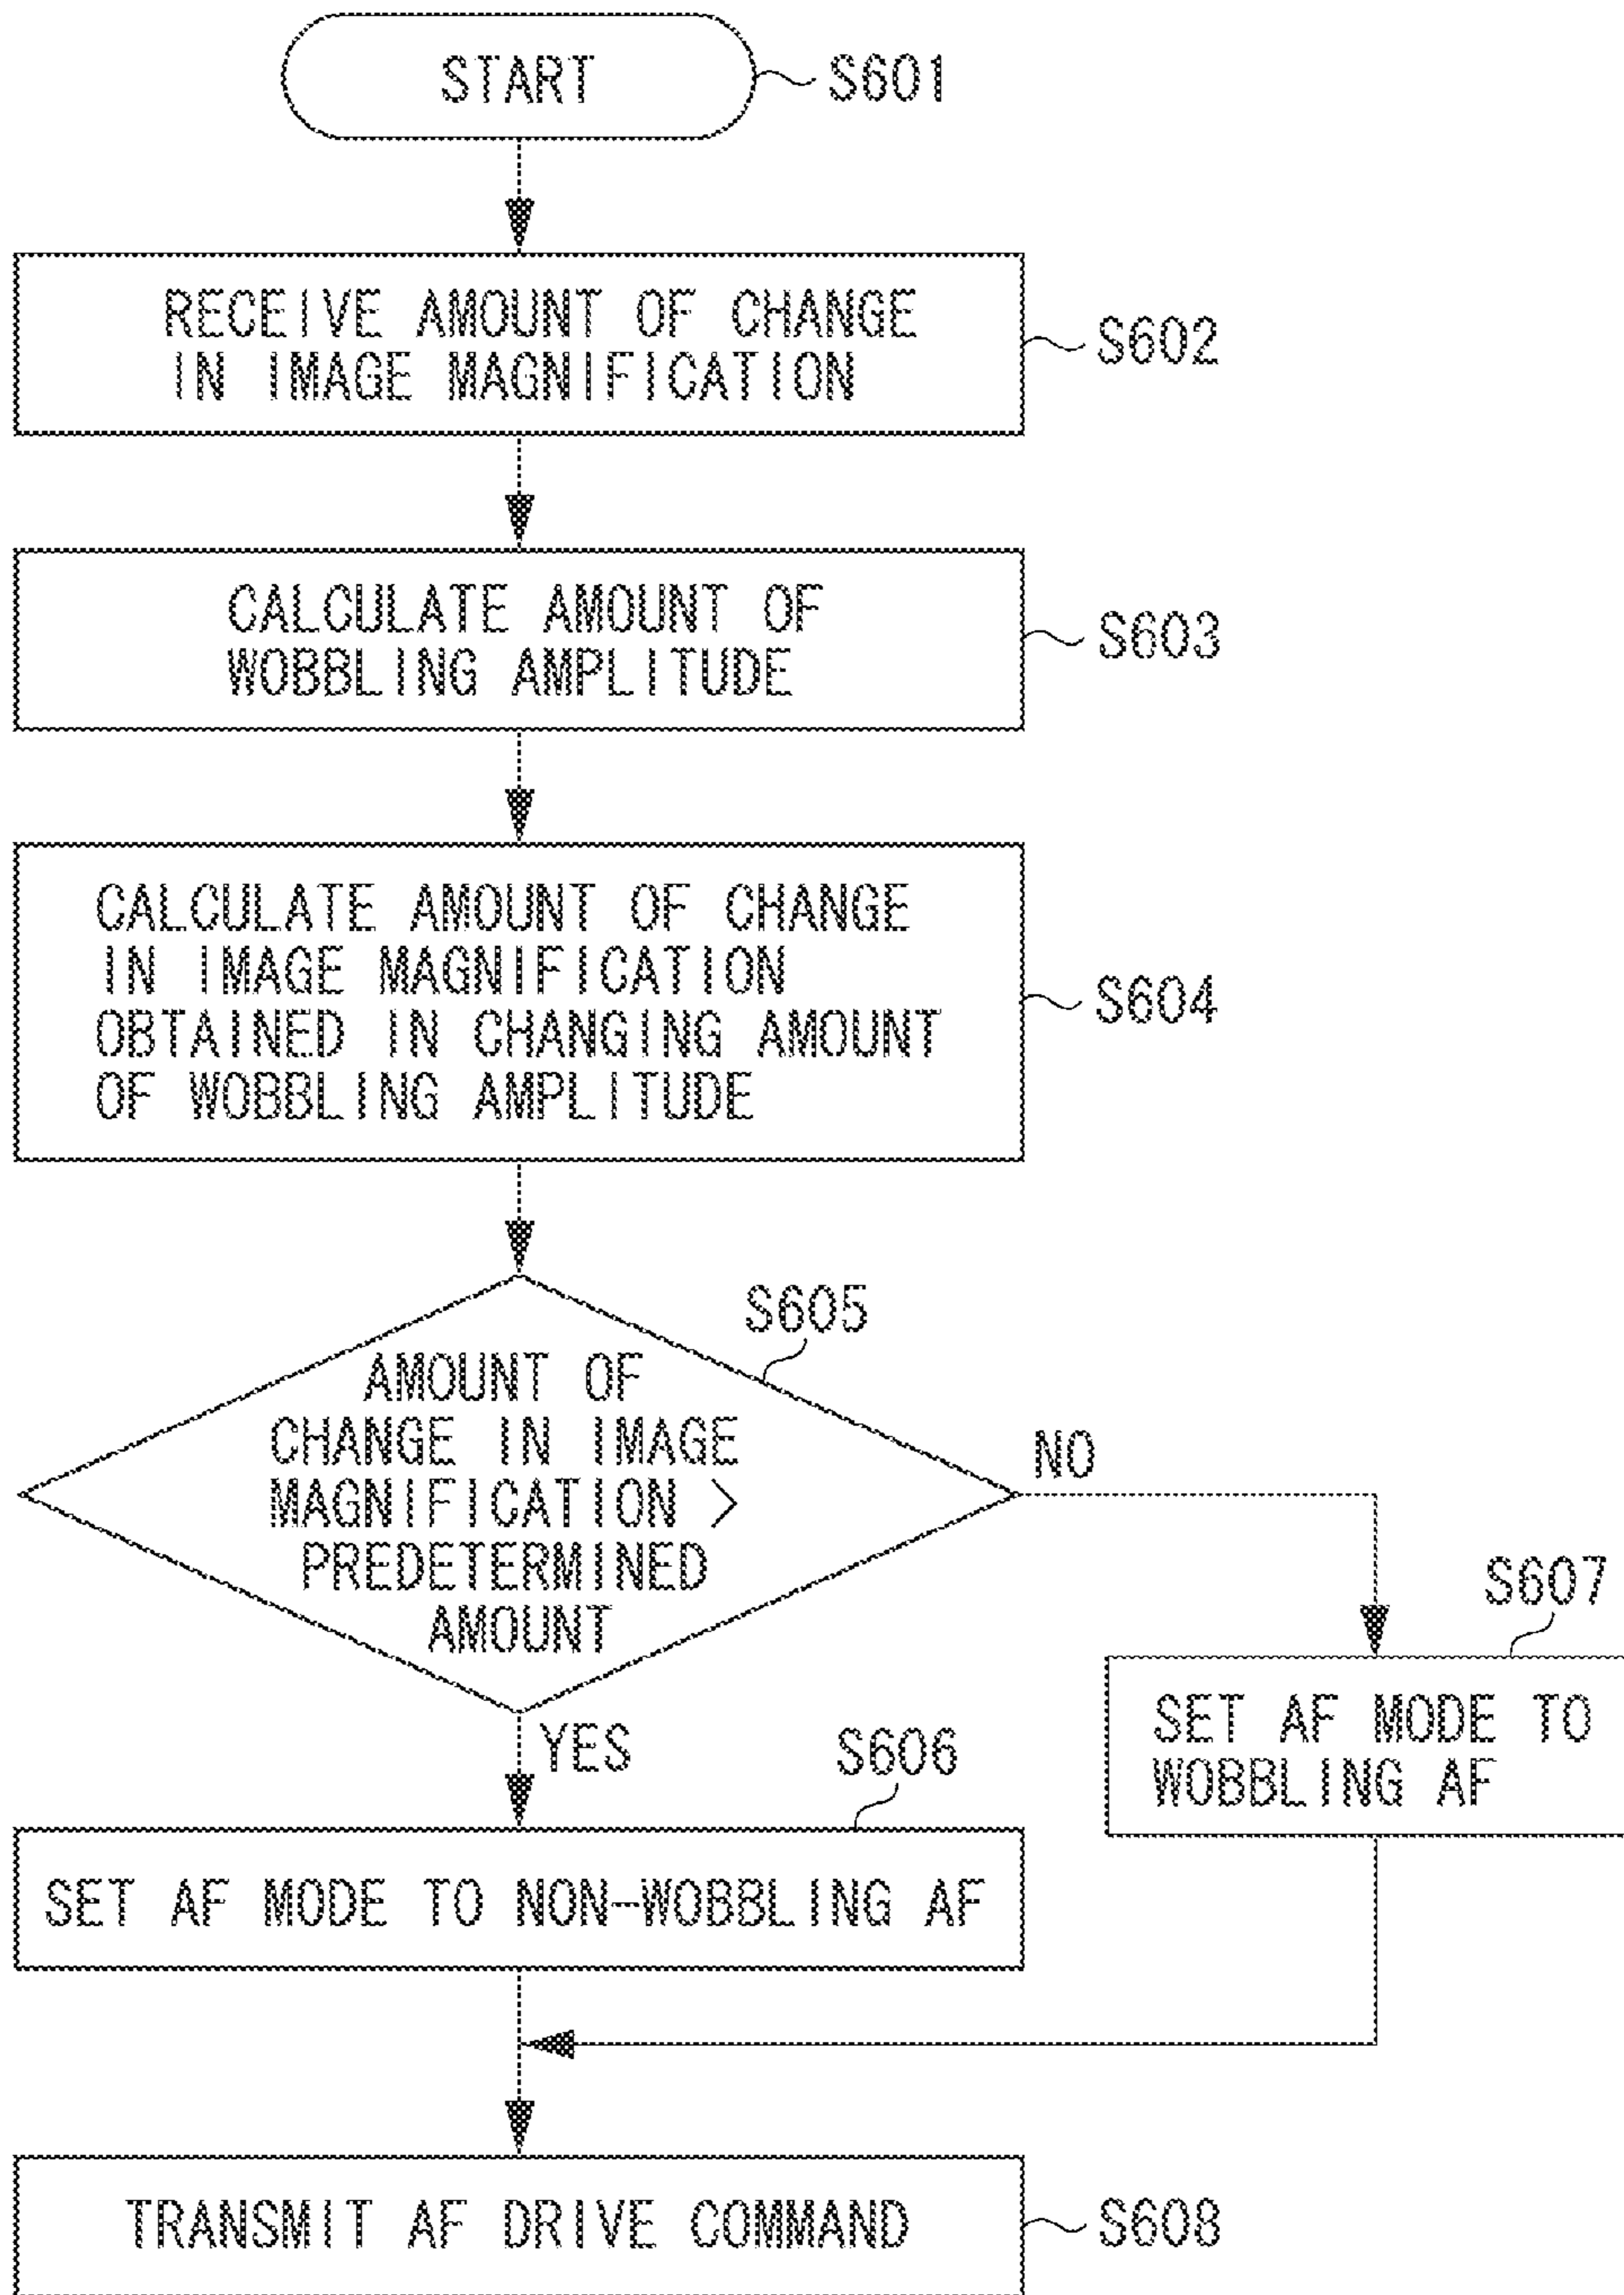 START
S601
RECEIVE AMOUNT OF CHANGE
IN IMAGE MAGNIFICATION
S602
CALCULATE AMOUNT OF
WOBBLING AMPLITUDE
S603
CALCULATE AMOUNT OF CHANGE
IN IMAGE MAGNIFICATION
OBTAINED IN CHANGING AMOUNT
OF WOBBLING AMPLITUDE
S604
S605
AMOUNT OF
CHANGE IN IMAGE
MAGNIFICATION >
PREDETERMINED
AMOUNT
NO
YES
S607
SET AF MODE TO
WOBBLING AF
S606
SET AF MODE TO NON-WOBBLING AF
TRANSMIT AF DRIVE COMMAND
S608